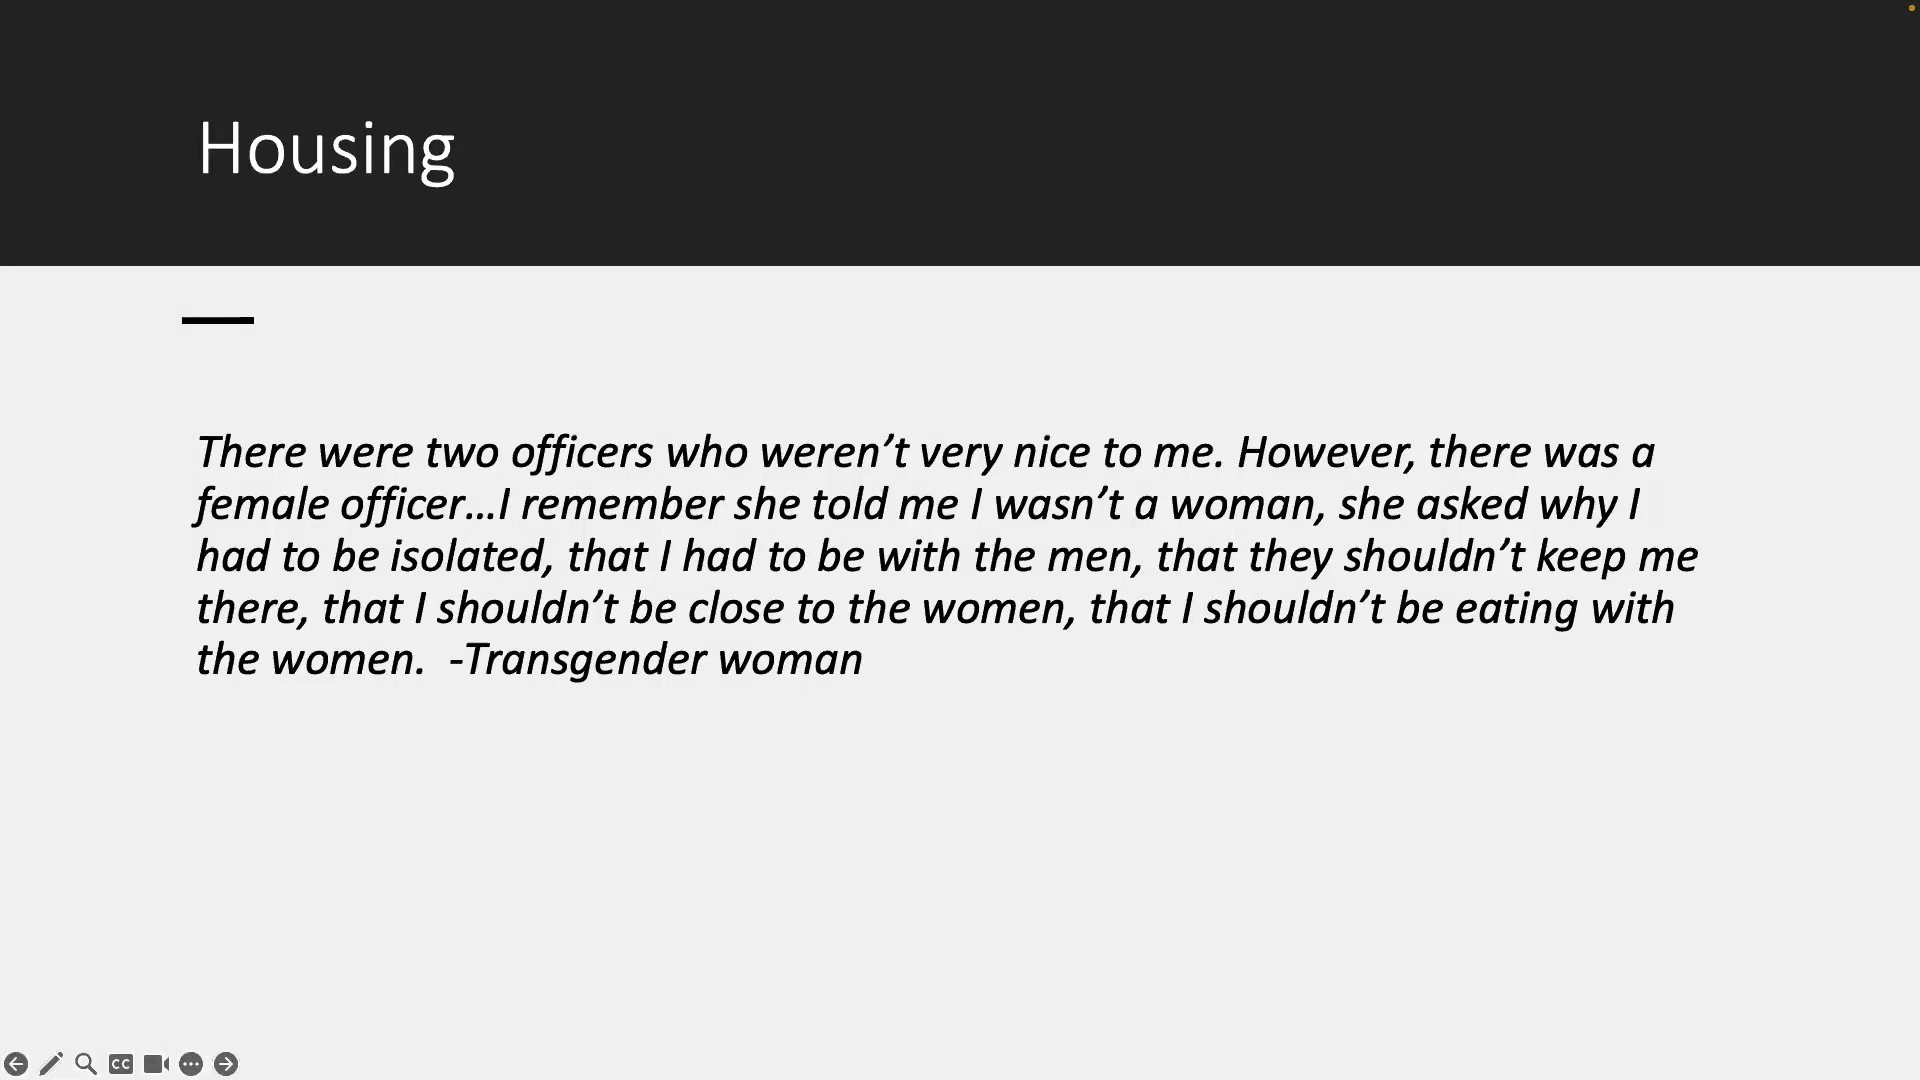 Housing
There were two officers who weren’t very nice to me. However, there was a
female officer…I remember she told me I wasn’t a woman, she asked why I
had to be isolated, that I had to be with the men, that they shouldn’t keep me
there, that I shouldn’t be close to the women, that I shouldn’t be eating with
the women.  -Transgender woman
CC